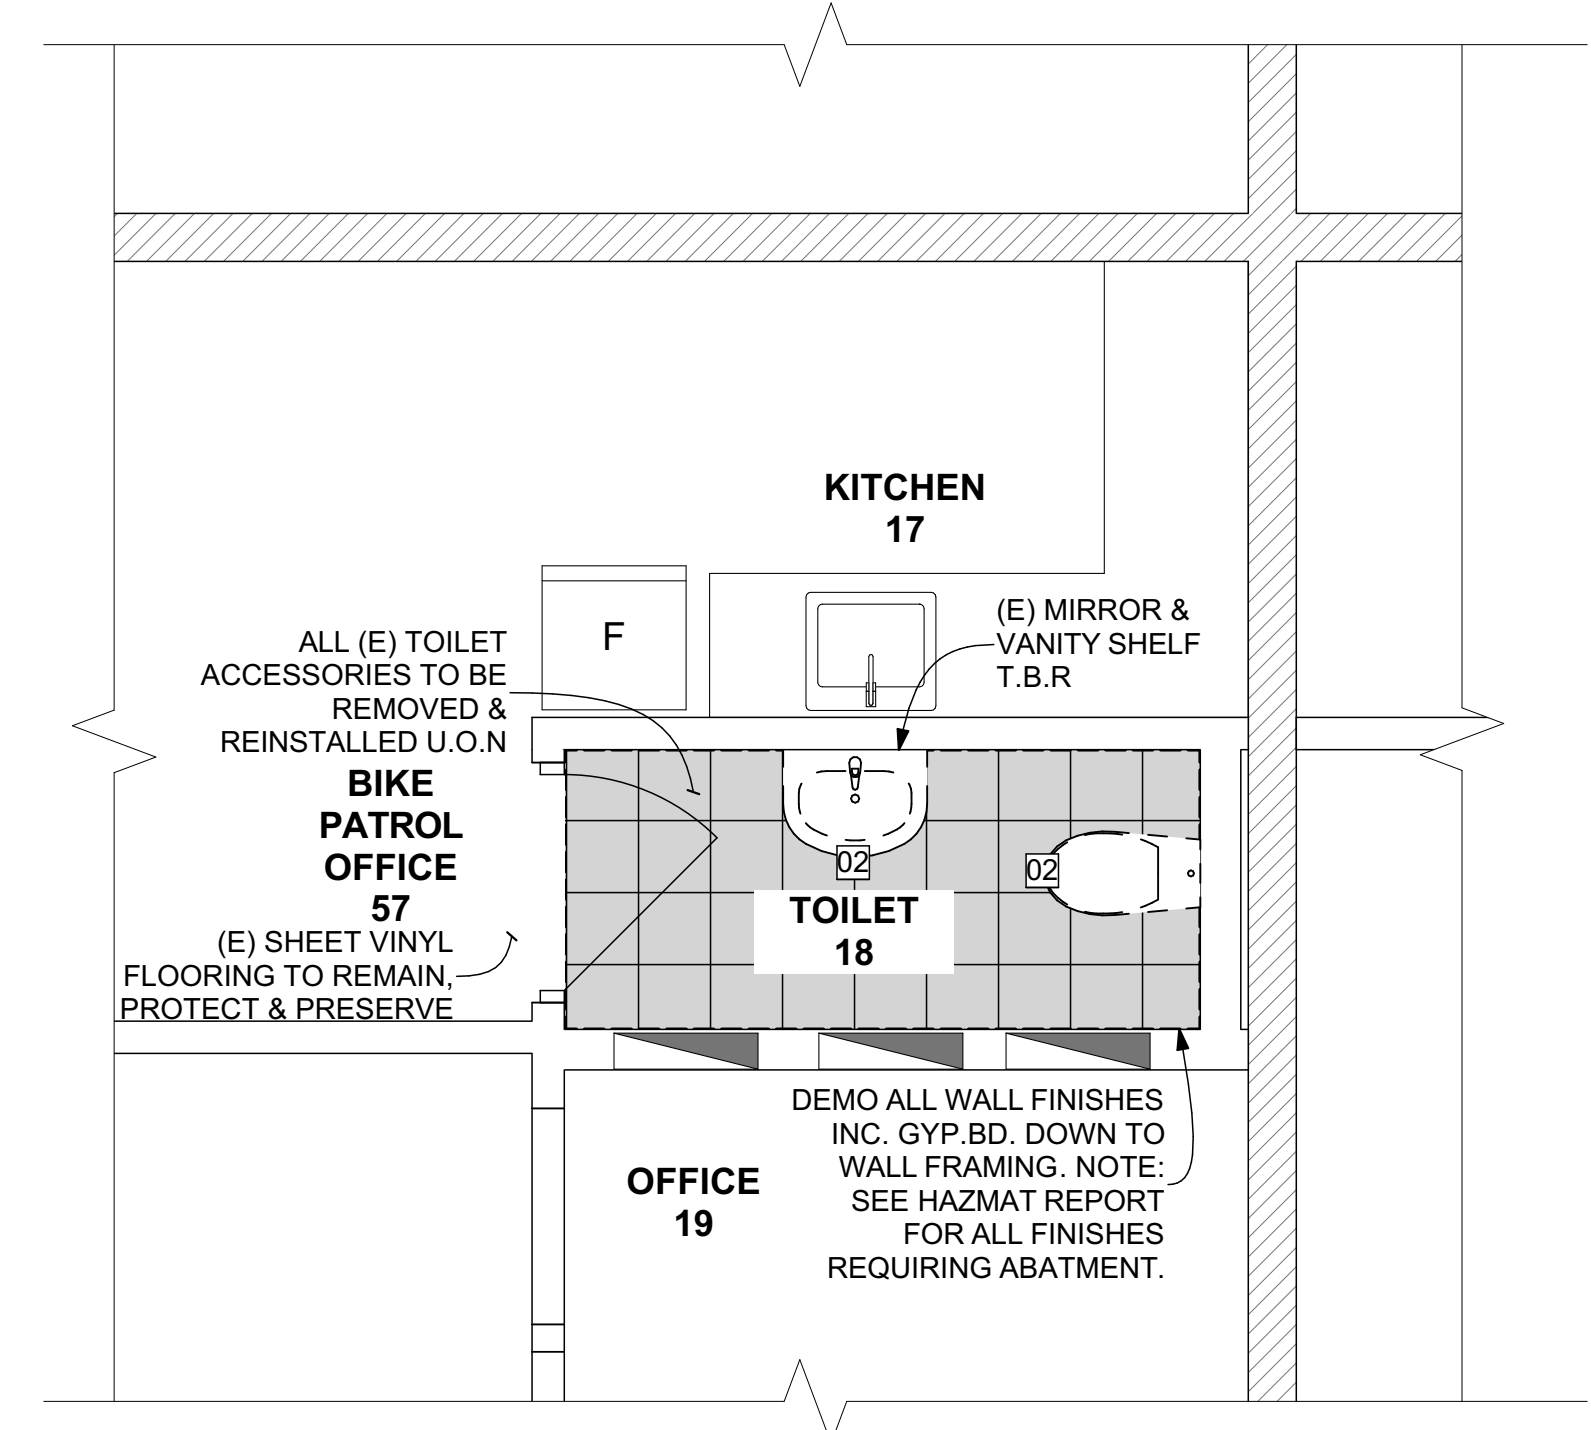 KITCHEN
17
(E) MIRROR &
VANITY SHELF
T.B.R
F
ALL (E) TOILET
ACCESSORIES TO BE
REMOVED &
REINSTALLED U.O.N
BIKE
PATROL
OFFICE
57
(E) SHEET VINYL
FLOORING TO REMAIN,
PROTECT & PRESERVE
02
02
TOILET
18
DEMO ALL WALL FINISHES
INC. GYP.BD. DOWN TO
WALL FRAMING. NOTE:
SEE HAZMAT REPORT
FOR ALL FINISHES
REQUIRING ABATMENT.
OFFICE
19